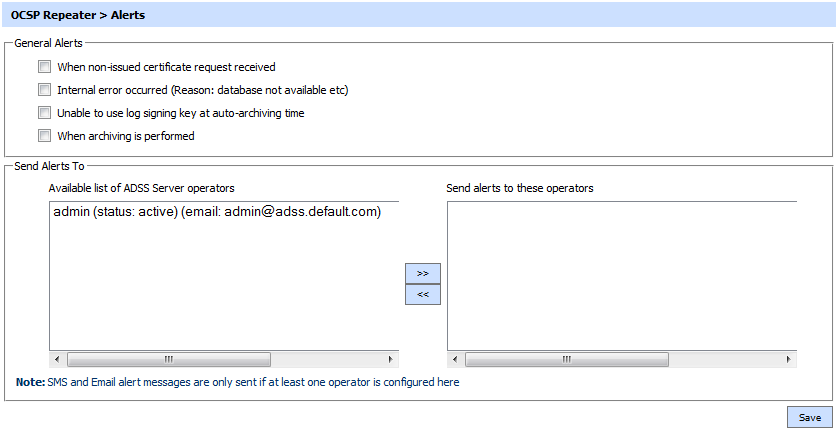 OCSP Repeater > Alerts
General Alerts
When non-issued certificate request received
Internal error occurred (Reason: database not available etc)
Unable to use log signing key at auto-archiving time
When archiving is performed
Send Alerts To
Available list of ADSS Server operators
Send alerts to these operators
admin (status: active) (email: admin@adss.default.com)
>>
<<
Note: SMS and Email alert messages are only sent if at least one operator is configured here
Save